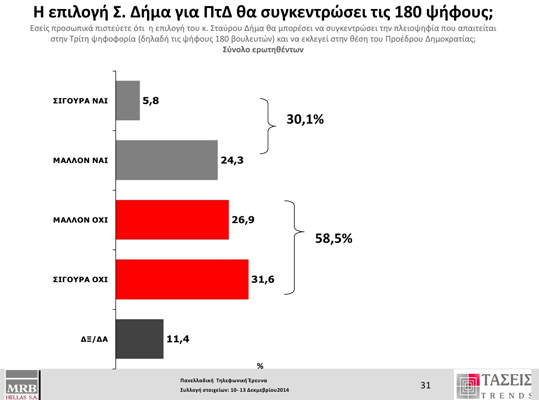 Η επιλογή Σ. Δήμα για ΠτΔ θα συγκεντρώσει τις 180 ψήφους;
Εσείς προσωπικά πιστεύετε ότι η επιλογή του κ. Σταύρου Δήμα θα μπορέσει να συγκεντρώσει την πλειοψηφία που απαιτείται
στην Τρίτη ψηφοφορία (δηλαδή τις ψήφους 180 βουλευτών) και να εκλεγεί στην θέση του Προέδρου Δημοκρατίας;
Σύνολο ερωτηθέντων
ΣΙΓΟΥΡΑ ΝΑΙ 5,8
30,1%
ΜΑΛΛΟΝ ΝΑΙ 24,3
ΜΑΛΛΟΝ ΟΧΙ 26,9
58,5%
ΣΙΓΟΥΡΑ ΟΧΙ 31,6
ΔΞ/ΔΑ 11,4
%
MRB
HELLAS S.A.
Πανελλαδική Τηλεφωνική Έρευνα
Συλλογή στοιχείων: 10- 13 Δεκεμβρίου2014
31
ΤΑΣΕΙΣ
TRENDS